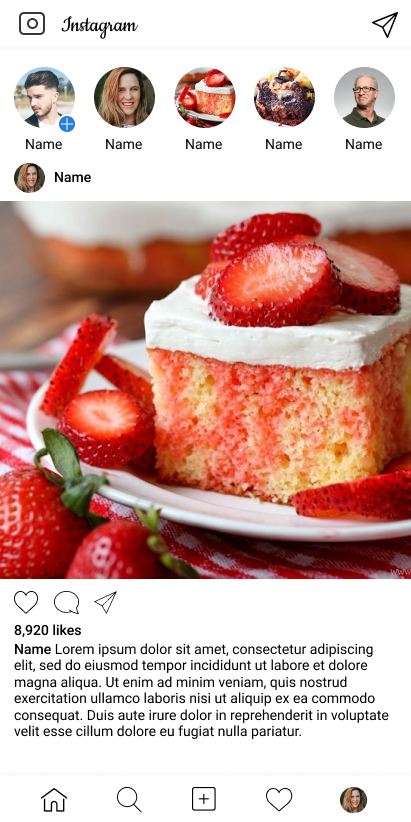 Instagram
Name Name Name Name Name
Name
www
8,920 likes
Name Lorem ipsum dolor sit amet, consectetur adipiscing
elit, sed do eiusmod tempor incididunt ut labore et dolore
magna aliqua. Ut enim ad minim veniam, quis nostrud
exercitation ullamco laboris nisi ut aliquip ex ea commodo
consequat. Duis aute irure dolor in reprehenderit in voluptate
velit esse cillum dolore eu fugiat nulla pariatur.